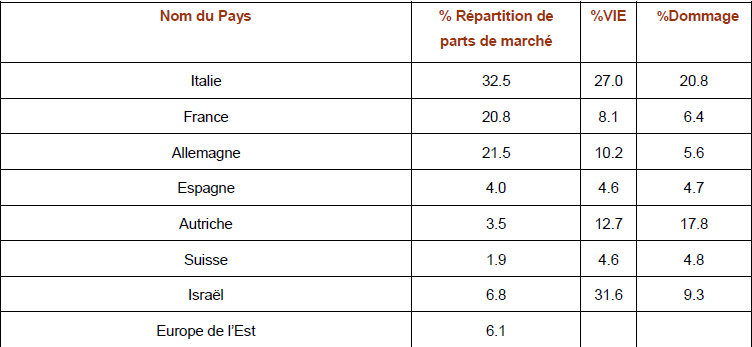 Nom du Pays % Répartition de %VIE %Dommage
parts de marché
Italie 32.5 27.0 20.8
France 20.8 8.1 6.4
Allemagne 21.5 10.2 5.6
Espagne 4.0 4.6 4.7
Autriche 3.5 12.7 17.8
Suisse 1.9 4.6 4.8
Israël 6.8 31.6 9.3
Europe de l’Est 6.1